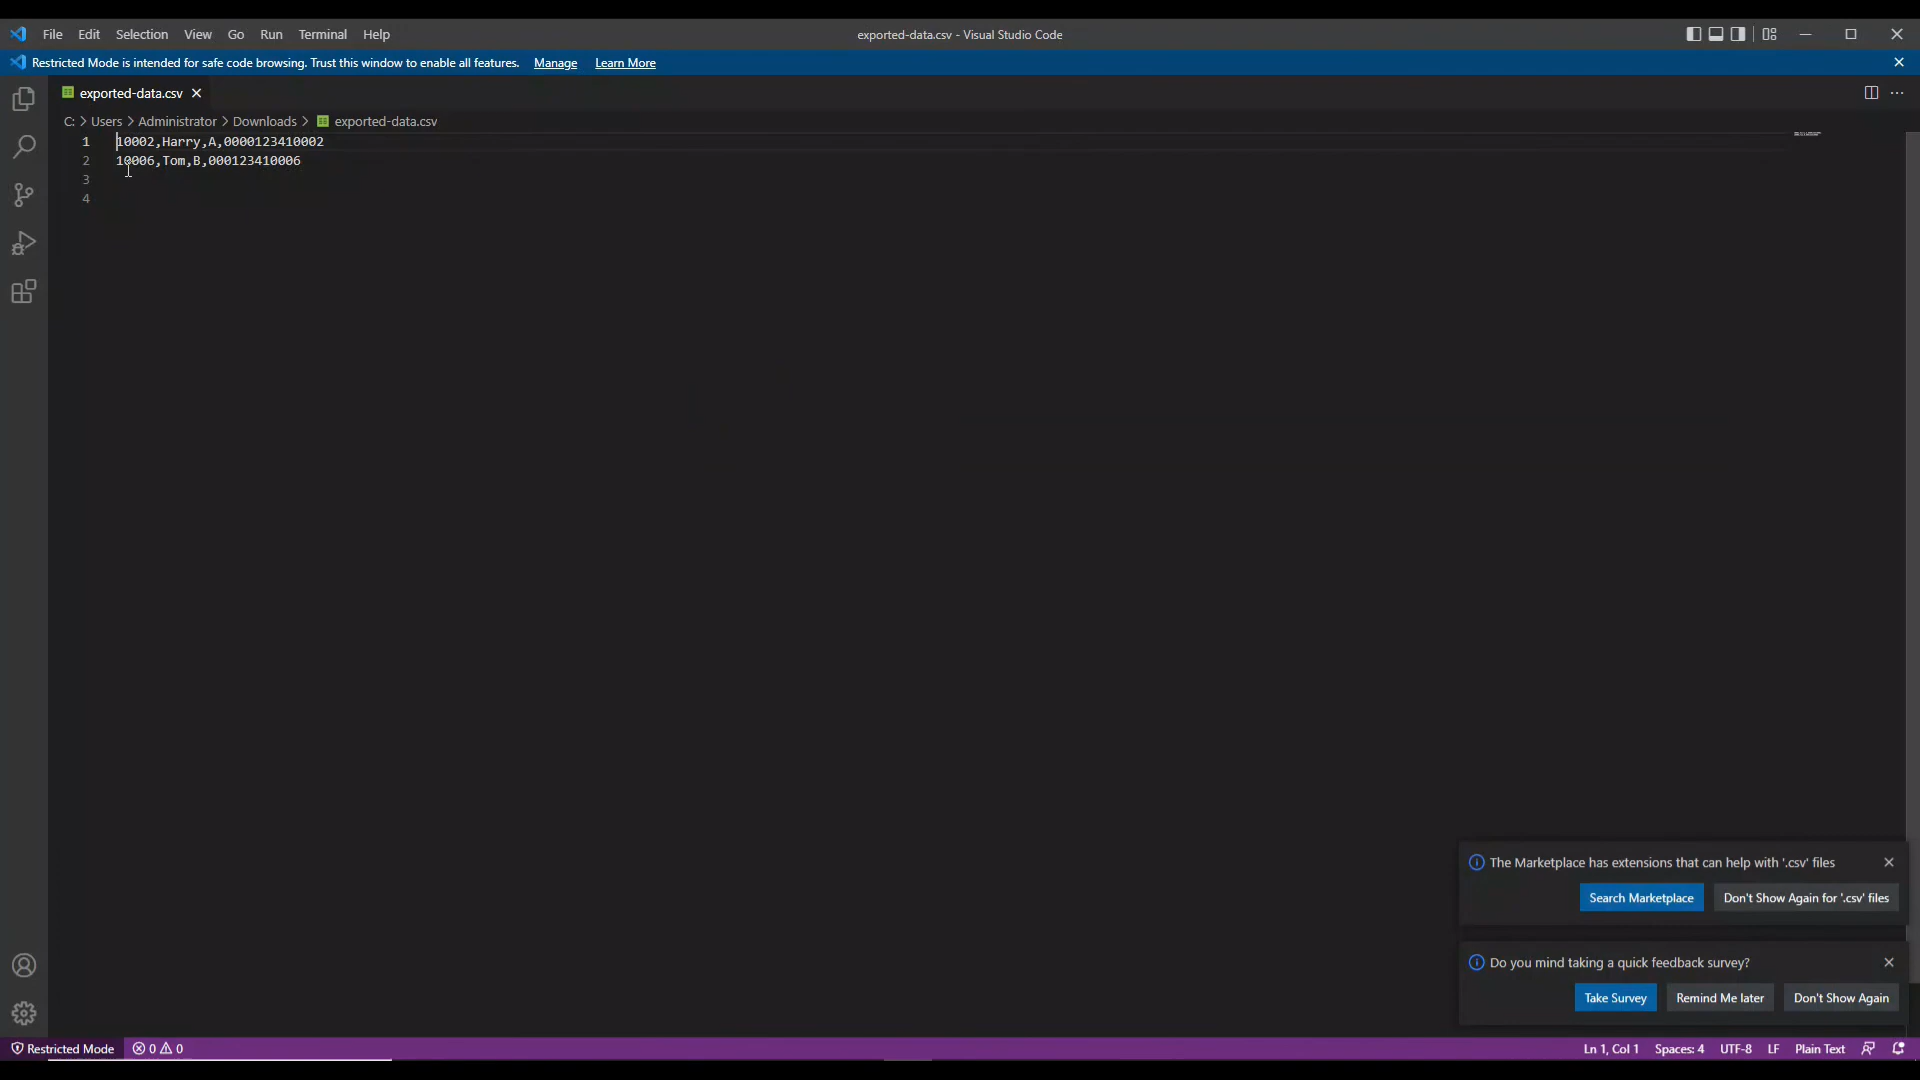 File Edit Selection View Go Run Terminal Help
exported-data.csv - Visual Studio Code
Restricted Mode is intended for safe code browsing. Trust this window to enable all features. Manage Learn More
exported-data.csv
C: > Users > Administrator > Downloads > exported-data.csv
1 10002,Harry,A,0000123410002
2 10006,Tom,B,000123410006
3
4
The Marketplace has extensions that can help with '.csv' files
Search Marketplace Don't Show Again for '.csv' files
Do you mind taking a quick feedback survey?
Take Survey Remind Me later Don't Show Again
Restricted Mode 0 0 Ln 1, Col 1 Spaces: 4 UTF-8 LF Plain Text